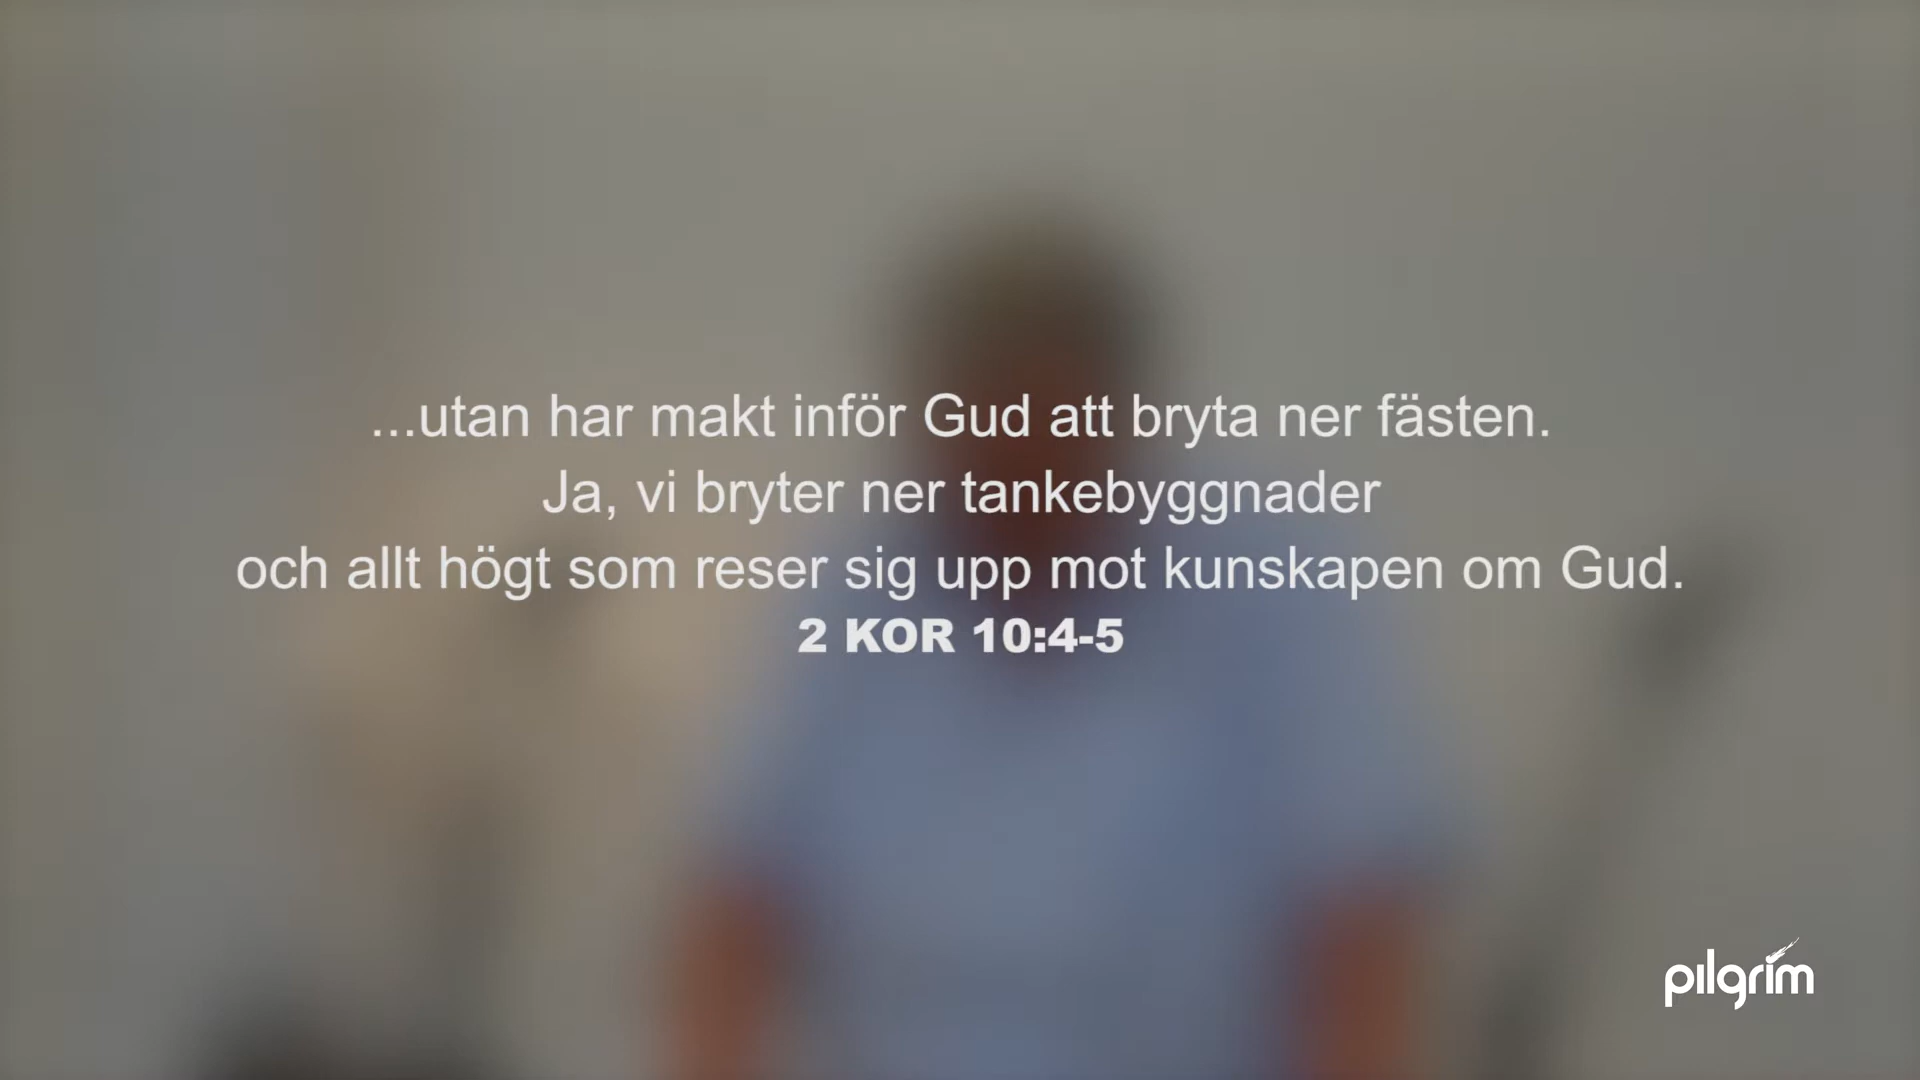 ...utan har makt inför Gud att bryta ner fästen.
Ja, vi bryter ner tankebyggnader
och allt högt som reser sig upp mot kunskapen om Gud.
2 KOR 10:4-5
pilgrim